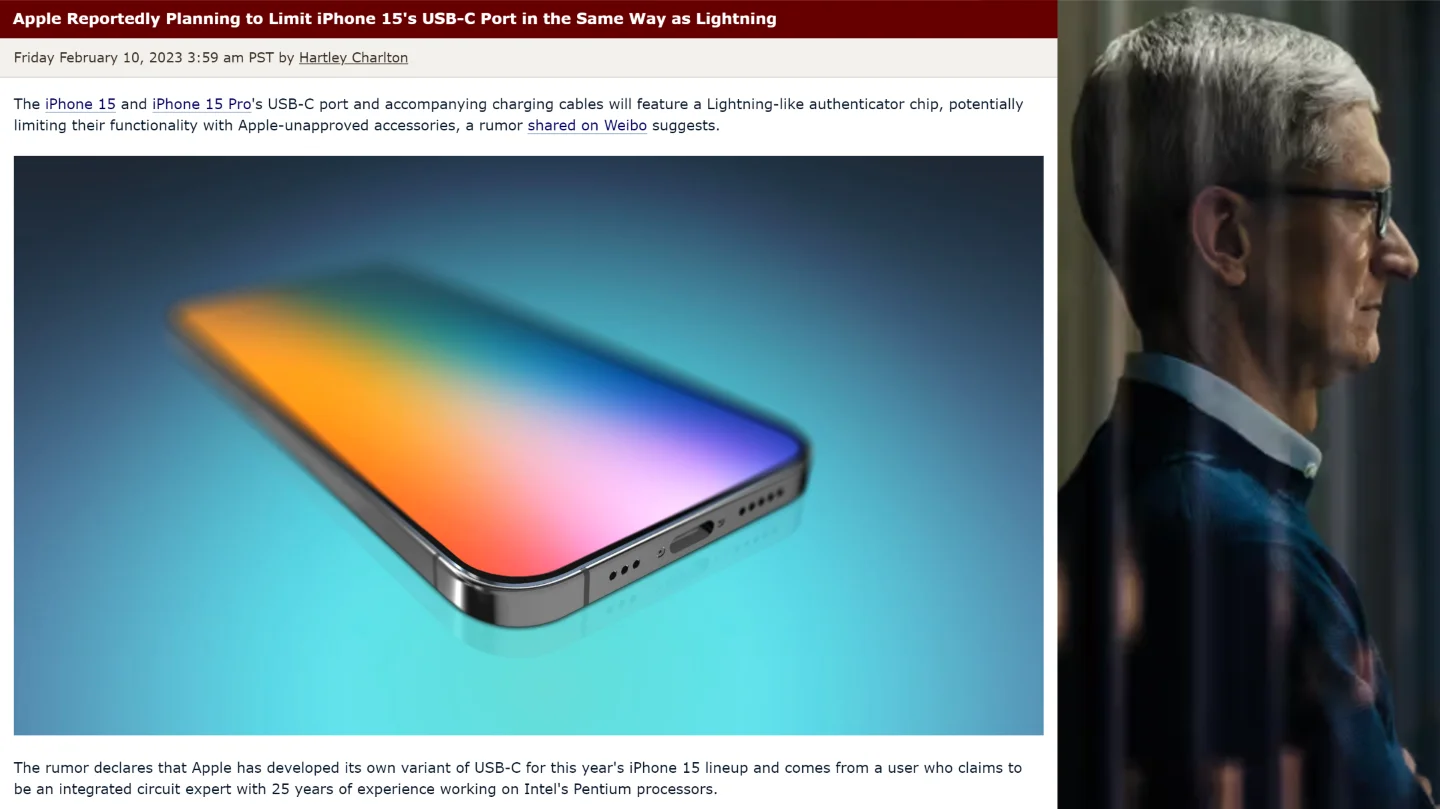 Apple Reportedly Planning to Limit iPhone 15's USB-C Port in the Same Way as Lightning
Friday February 10, 2023 3:59 am PST by Hartley Charlton
The iPhone 15 and iPhone 15 Pro's USB-C port and accompanying charging cables will feature a Lightning-like authenticator chip, potentially
limiting their functionality with Apple-unapproved accessories, a rumor shared on Weibo suggests.
The rumor declares that Apple has developed its own variant of USB-C for this year's iPhone 15 lineup and comes from a user who claims to
be an integrated circuit expert with 25 years of experience working on Intel's Pentium processors.